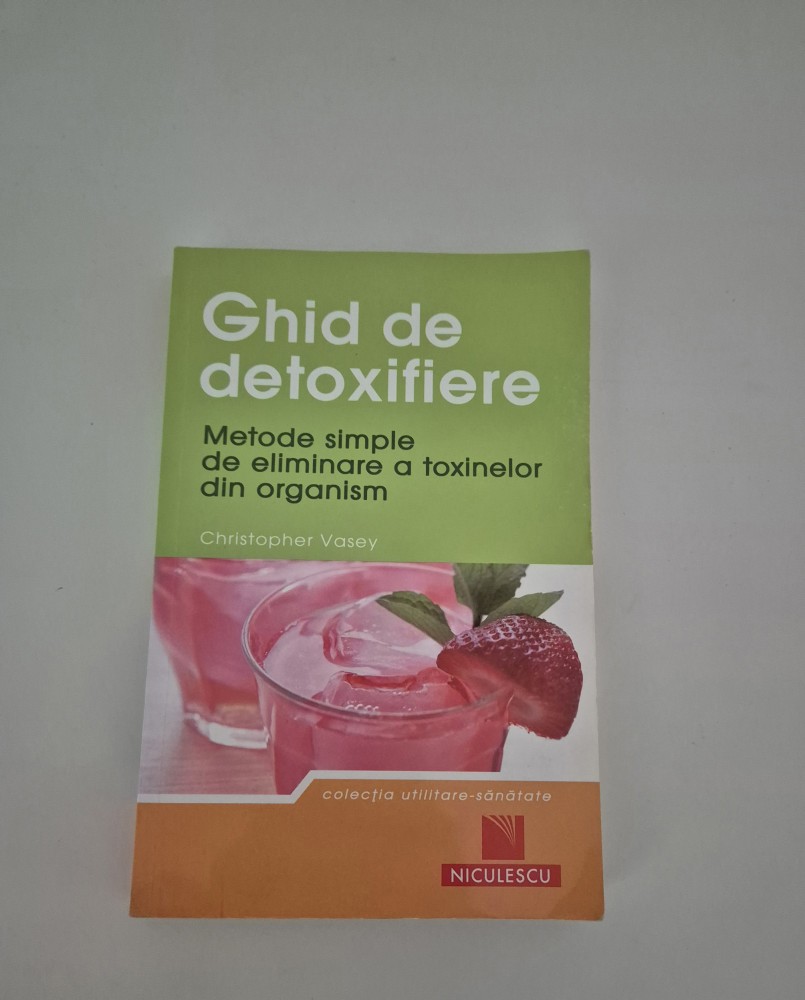 Ghid de
detoxifiere
Metode simple
de eliminare a toxinelor
din organism
Christopher Vasey
colecția utilitare-sănătate
NICULESCU